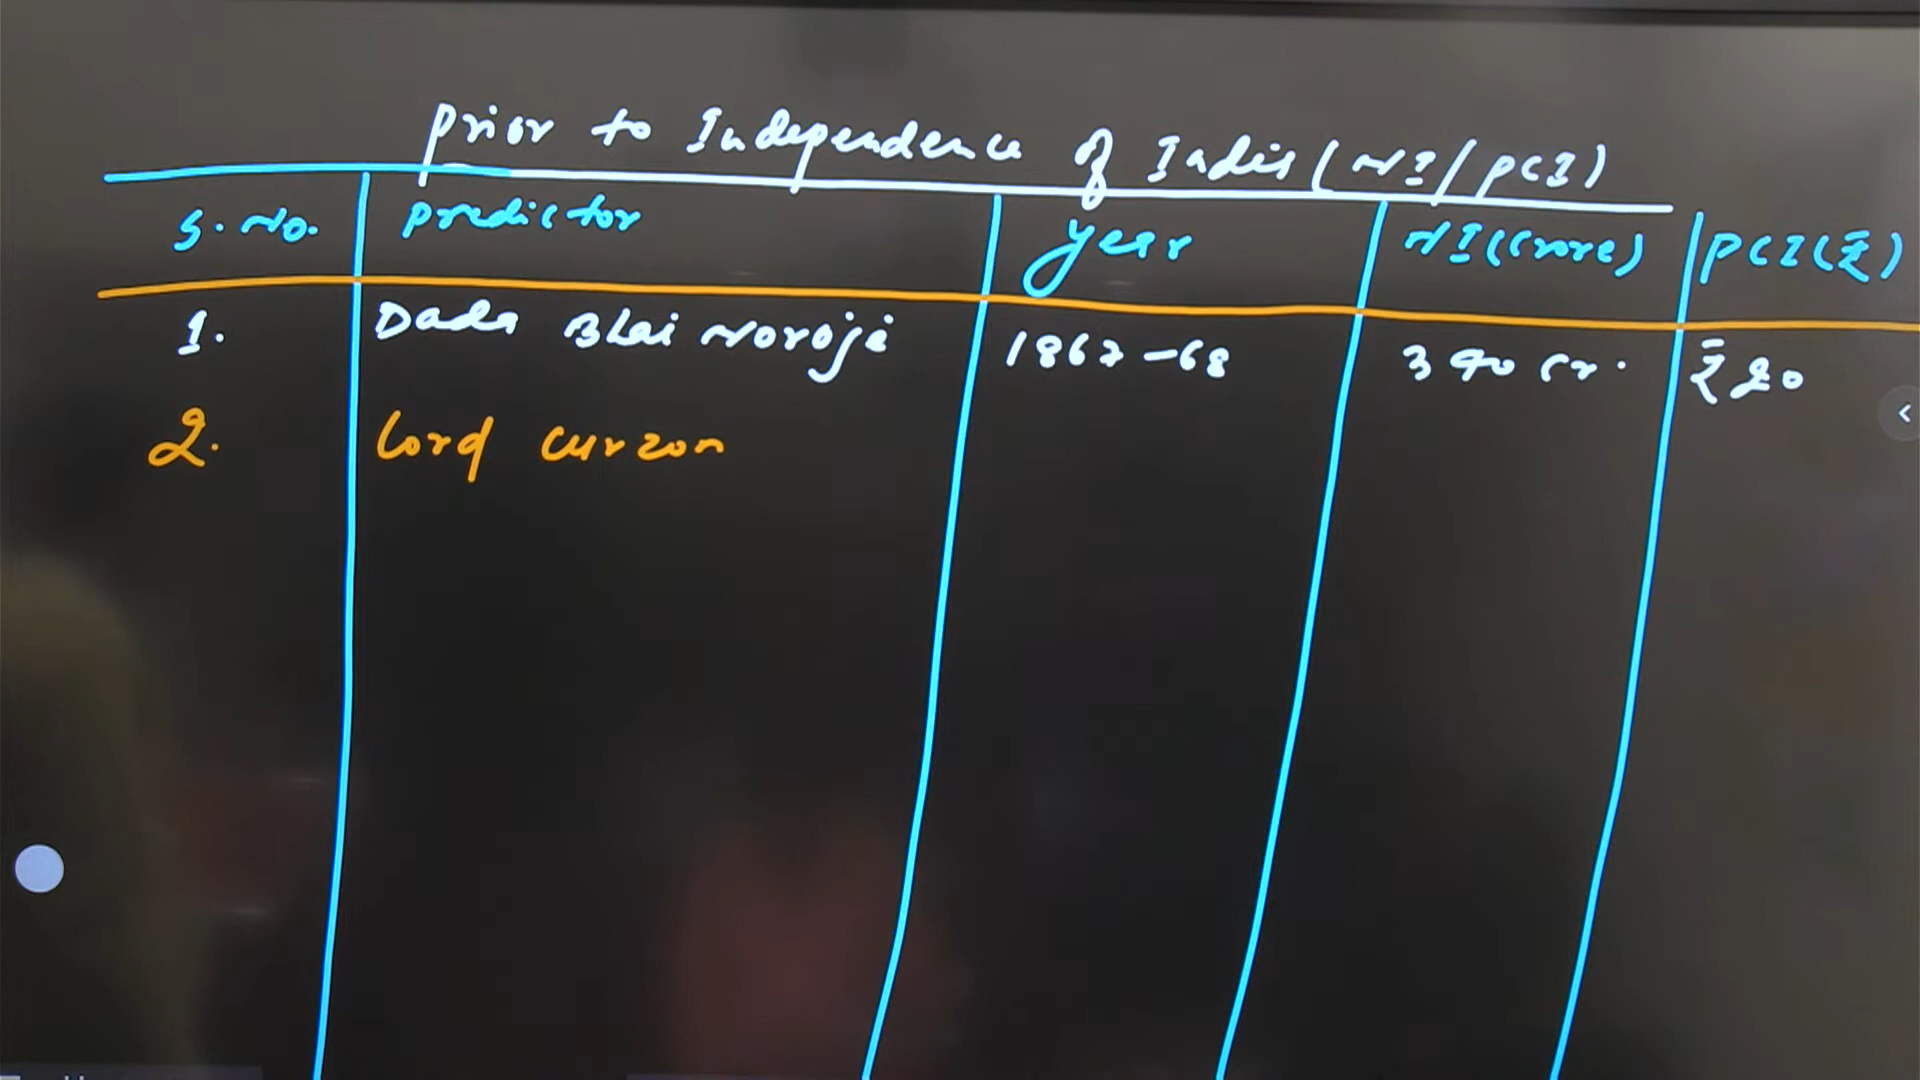 Prior to Independence of India (NI/PCI)
S. No. Predictor Year NI (Crore) PCI (₹)
1. Dada Bhai Noroji 1867-68 340 Cr. ₹20
2. Lord Curzon